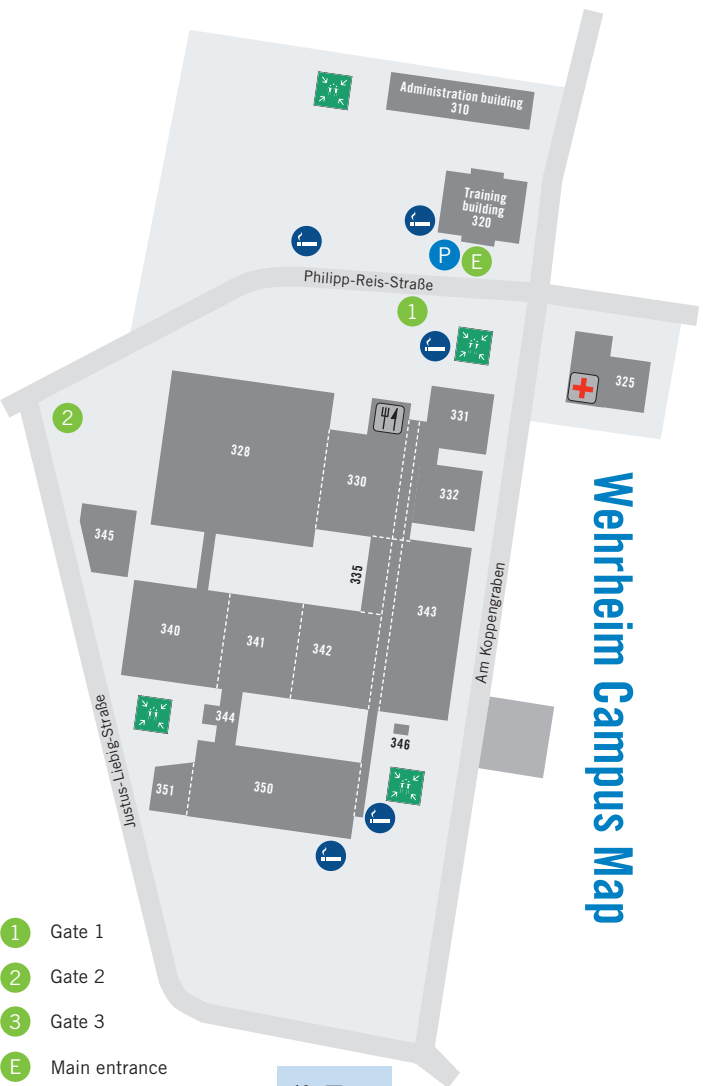 Administration building
310
Training
building
320
P
E
Philipp-Reis-Straße
1
325
2
331
328
330
332
345
335
343
340
341
342
Am Koppengraben
Wehrheim Campus Map
344
346
Justus-Liebig-Straße
351
350
1 Gate 1
2 Gate 2
3 Gate 3
E Main entrance